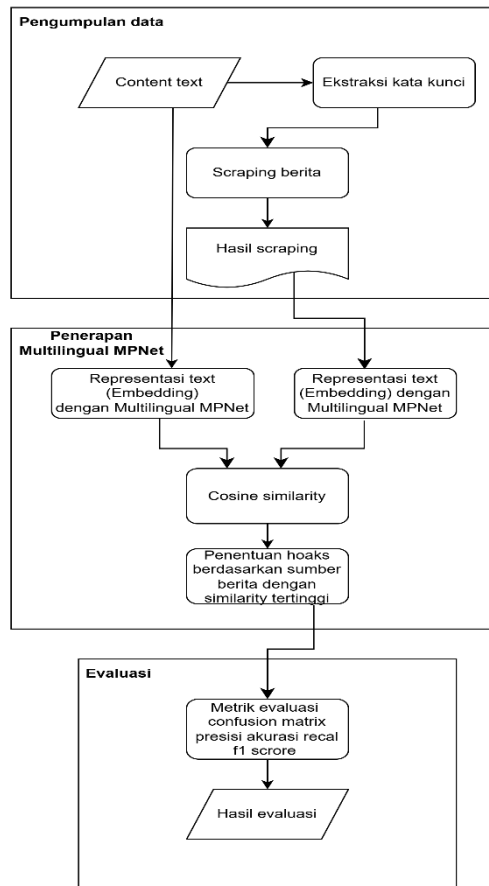 Pengumpulan data
Content text
Ekstraksi kata kunci
Scraping berita
Hasil scraping
Penerapan
Multilingual MPNet
Representasi text
(Embedding)
dengan Multilingual MPNet
Representasi text
(Embedding) dengan
Multilingual MPNet
Cosine similarity
Penentuan hoaks
berdasarkan sumber
berita dengan
similarity tertinggi
Evaluasi
Metrik evaluasi
confusion matrix
presisi akurasi recal
f1 scrore
Hasil evaluasi